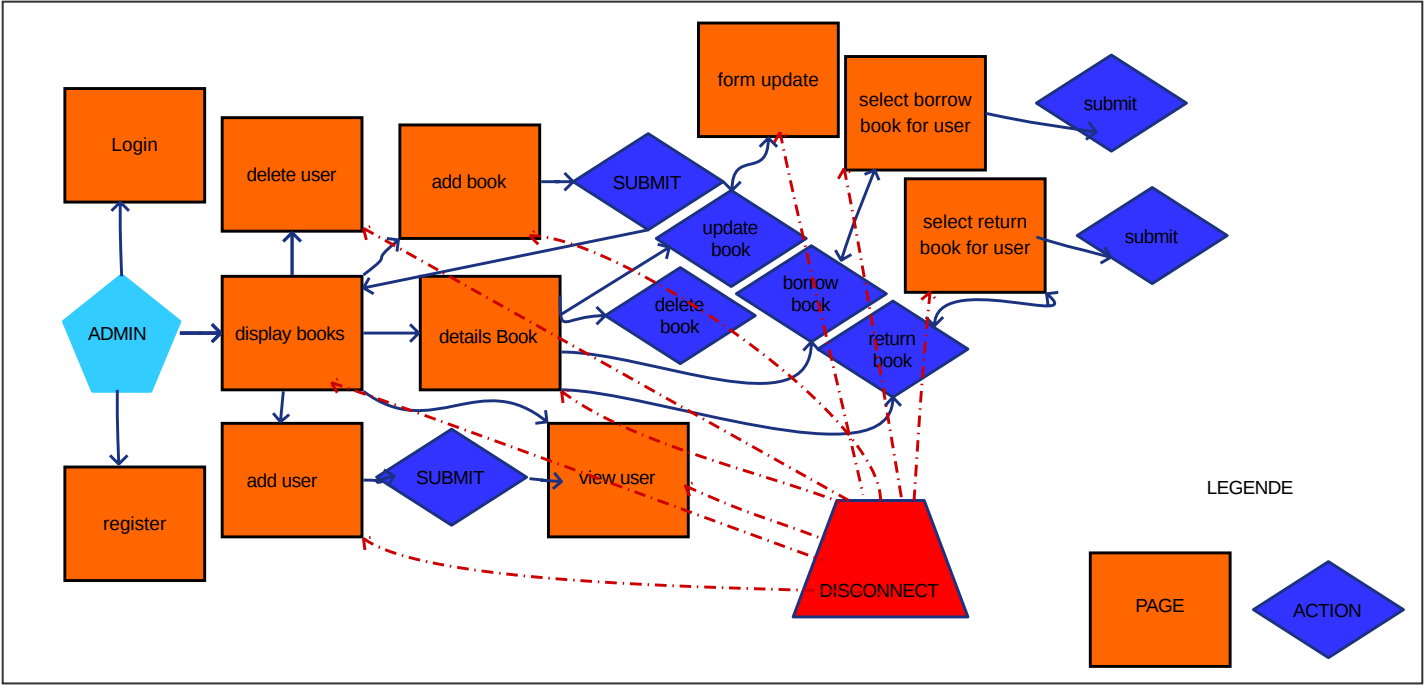 form update
select borrow
book for user
submit
Login
delete user
add book
SUBMIT
select return
book for user
submit
update
book
borrow
book
delete
book
return
book
ADMIN
display books
details Book
add user
SUBMIT
view user
register
DISCONNECT
LEGENDE
PAGE
ACTION